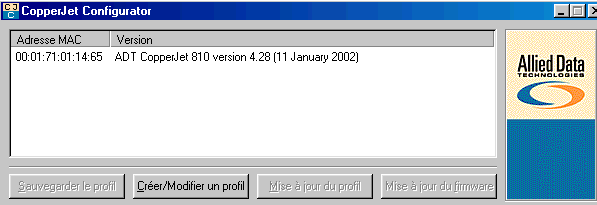 CopperJet Configurator
Adresse MAC Version
00:01:71:01:14:65 ADT CopperJet 810 version 4.28 (11 January 2002)
Allied Data
TECHNOLOGIES
Sauvegarder le profil Créer/Modifier un profil Mise à jour du profil Mise à jour du firmware